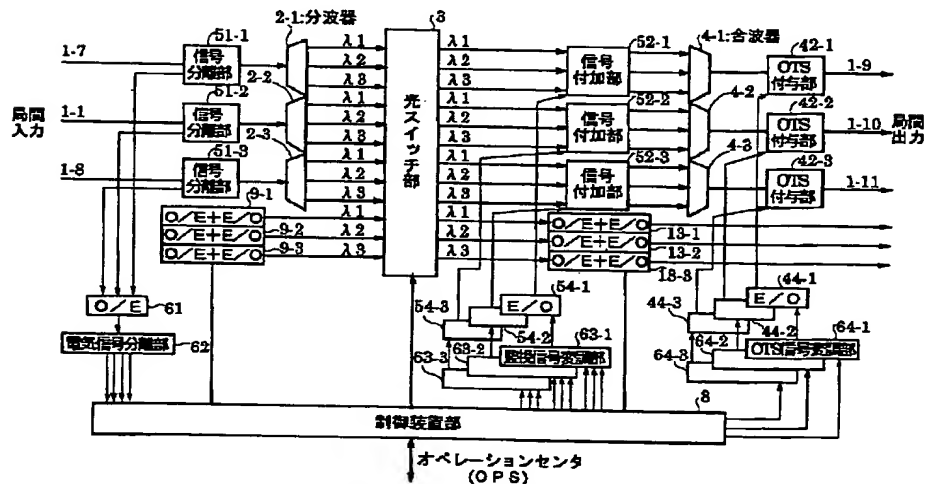 2-1:分波器
3
51-1
信号分離部
1-7
2-2
λ1
λ2
λ3
51-2
信号分離部
局間入力
1-1
2-3
λ1
λ2
λ3
51-3
信号分離部
1-8
λ1
λ2
λ3
9-1
O/E+E/O
λ1
9-2
O/E+E/O
λ2
9-3
O/E+E/O
λ3
光スイッチ部
λ1
λ2
λ3
λ1
λ2
λ3
λ1
λ2
λ3
λ1
λ2
λ3
52-1
信号付加部
52-2
信号付加部
52-3
信号付加部
4-1:合波器
4-2
4-3
42-1
OTS付与部
1-9
42-2
OTS付与部
1-10
局間出力
42-3
OTS付与部
1-11
O/E+E/O
13-1
O/E+E/O
13-2
O/E+E/O
13-3
O/E
61
電気信号分離部
62
54-1
E/O
54-2
54-3
63-1
監視信号変調部
63-2
63-3
44-1
E/O
44-2
44-3
64-1
OTS信号変調部
64-2
64-3
8
制御装置部
オペレーションセンタ
(OPS)